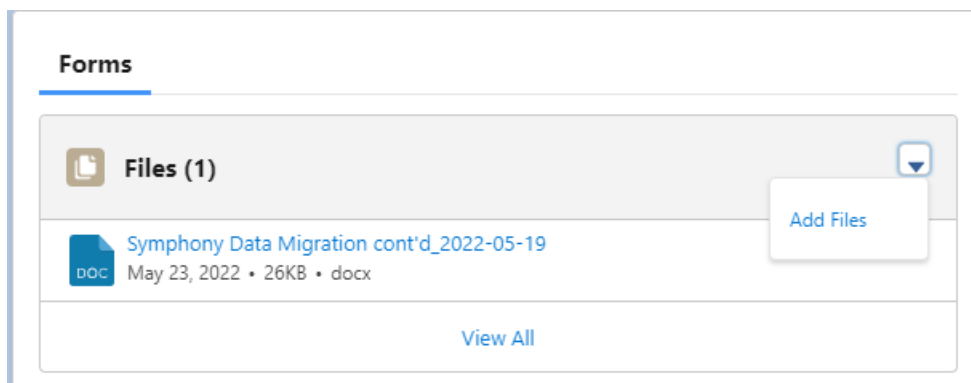 Forms
Files (1)
Add Files
Symphony Data Migration cont'd_2022-05-19
DOC
May 23, 2022 • 26KB • docx
View All